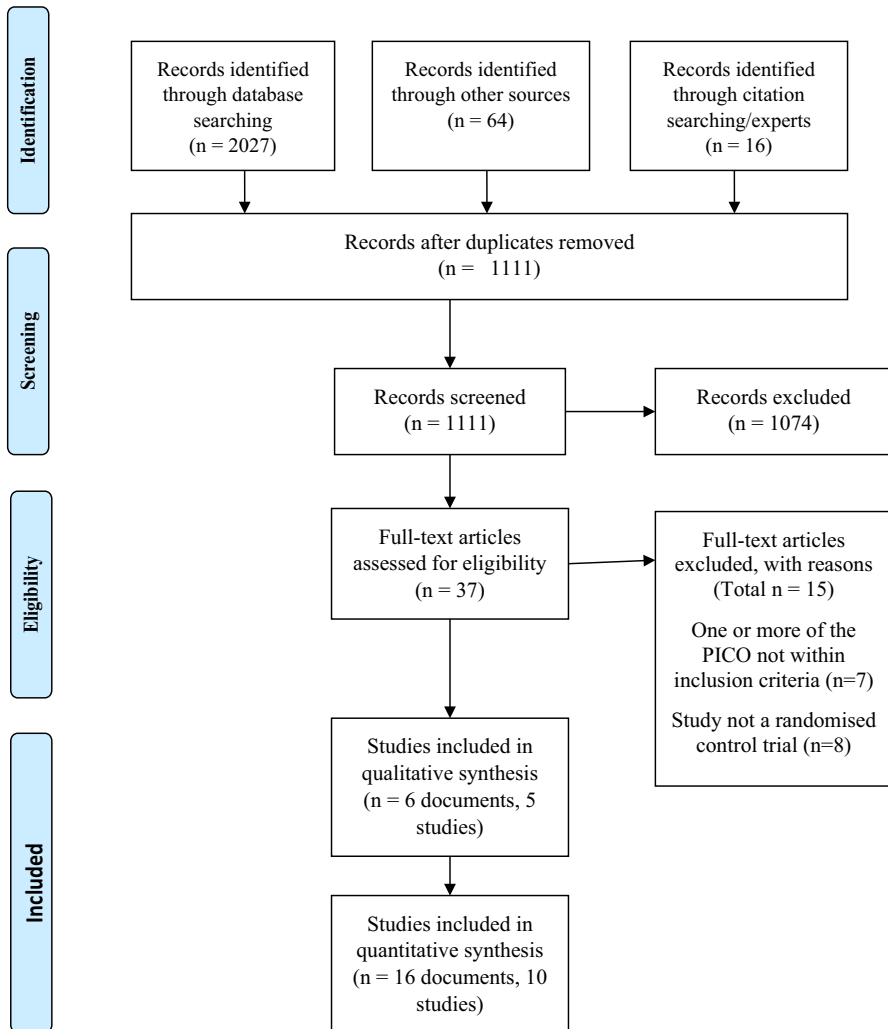 Identification
Records identified
through database
searching
(n = 2027)
Records identified
through other sources
(n = 64)
Records identified
through citation
searching/experts
(n = 16)
Records after duplicates removed
(n =   1111)
Screening
Records screened
(n = 1111)
Records excluded
(n = 1074)
Eligibility
Full-text articles
assessed for eligibility
(n = 37)
Full-text articles
excluded, with reasons
(Total n = 15)
One or more of the
PICO not within
inclusion criteria (n=7)
Study not a randomised
control trial (n=8)
Included
Studies included in
qualitative synthesis
(n = 6 documents, 5
studies)
Studies included in
quantitative synthesis
(n = 16 documents, 10
studies)